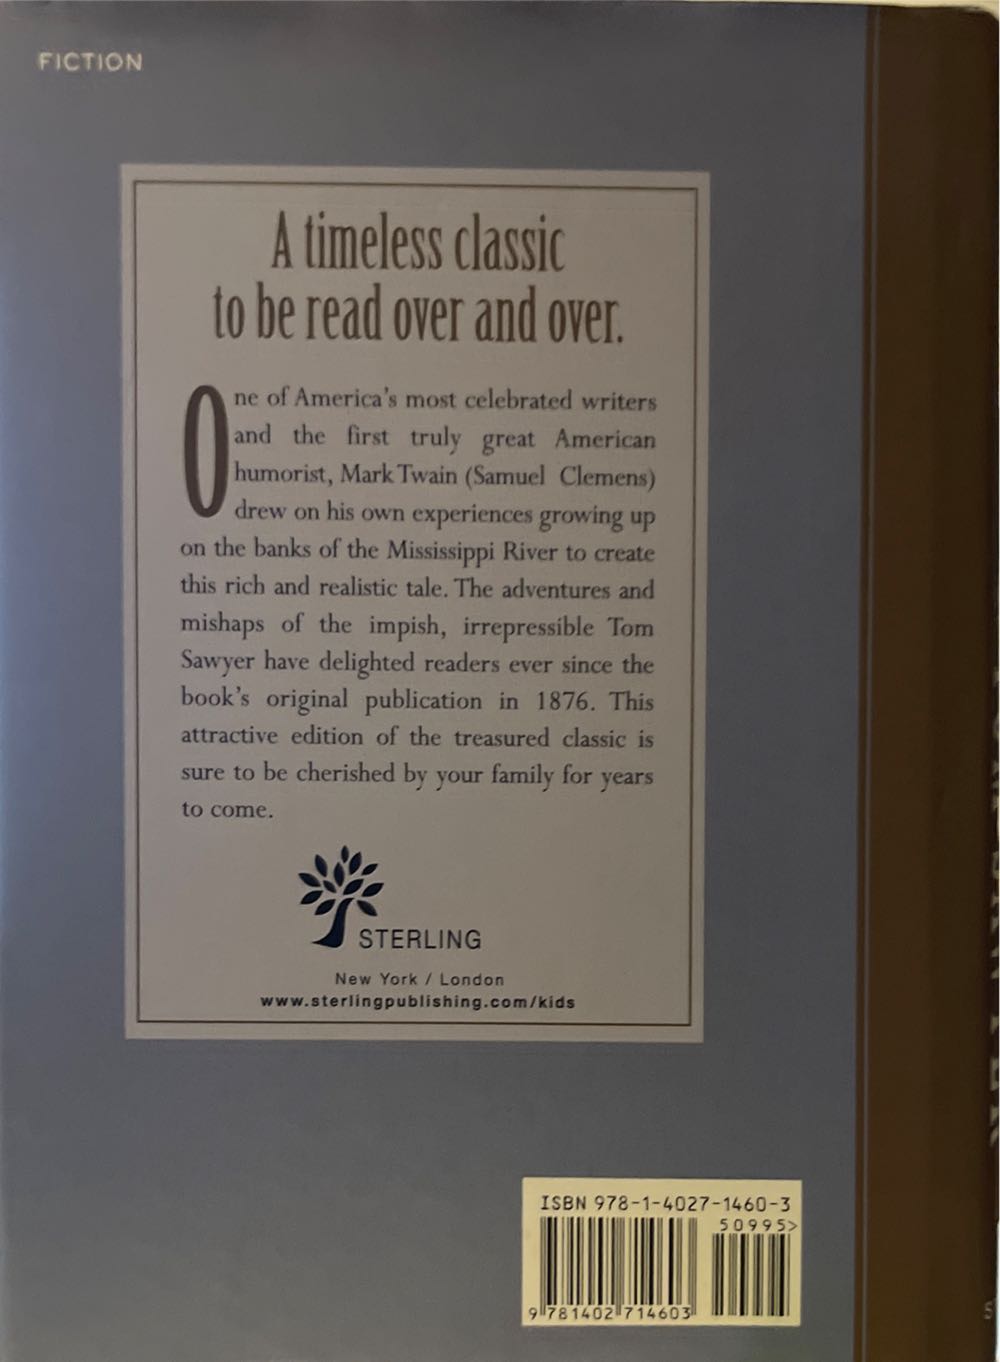 FICTION
A timeless classic
to be read over and over.
One of America's most celebrated writers
and the first truly great American
humorist, Mark Twain (Samuel Clemens)
drew on his own experiences growing up
on the banks of the Mississippi River to create
this rich and realistic tale. The adventures and
mishaps of the impish, irrepressible Tom
Sawyer have delighted readers ever since the
book's original publication in 1876. This
attractive edition of the treasured classic is
sure to be cherished by your family for years
to come.
STERLING
New York / London
www.sterlingpublishing.com/kids
ISBN 978-1-4027-1460-3
50995>
9 781402 714603